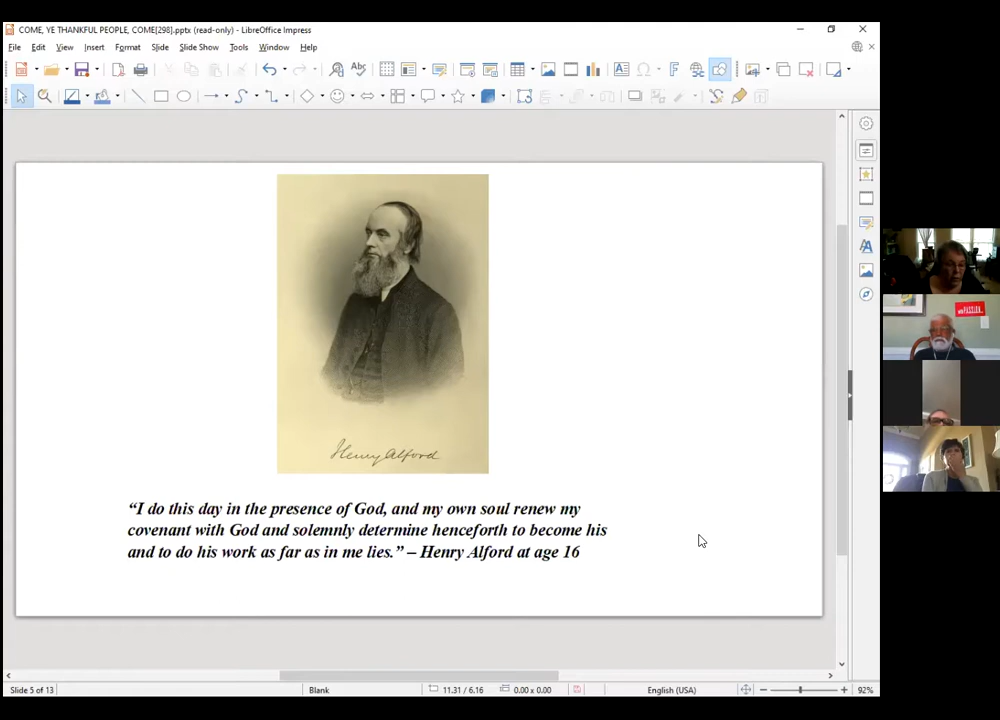 COME, YE THANKFUL PEOPLE, COME[298].pptx (read-only) - LibreOffice Impress
File Edit View Insert Format Slide Slide Show Tools Window Help
Henry Alford
“I do this day in the presence of God, and my own soul renew my
covenant with God and solemnly determine henceforth to become his
and to do his work as far as in me lies.” – Henry Alford at age 16
Slide 5 of 13 Blank 11.31 / 6.16 0.00 x 0.00 English (USA) 92%